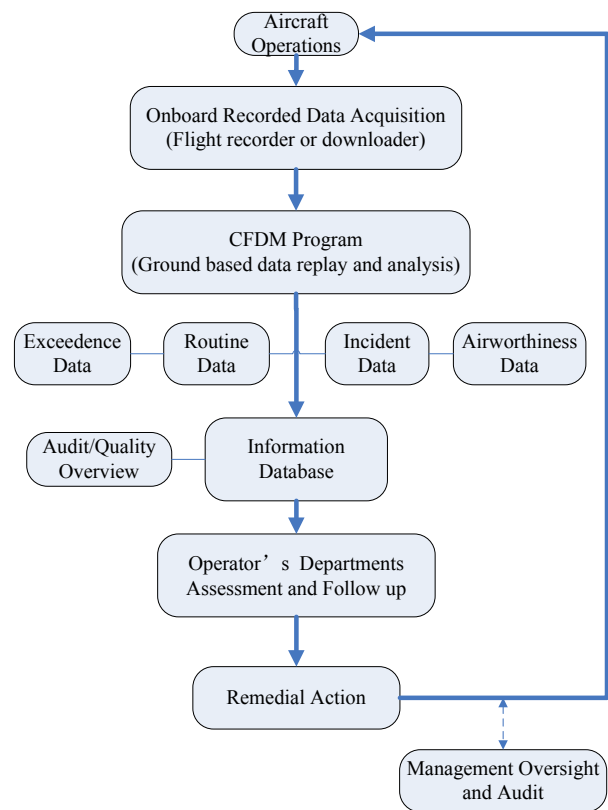 Aircraft
Operations
Onboard Recorded Data Acquisition
(Flight recorder or downloader)
CFDM Program
(Ground based data replay and analysis)
Exceedence
Data
Routine
Data
Incident
Data
Airworthiness
Data
Audit/Quality
Overview
Information
Database
Operator’s Departments
Assessment and Follow up
Remedial Action
Management Oversight
and Audit